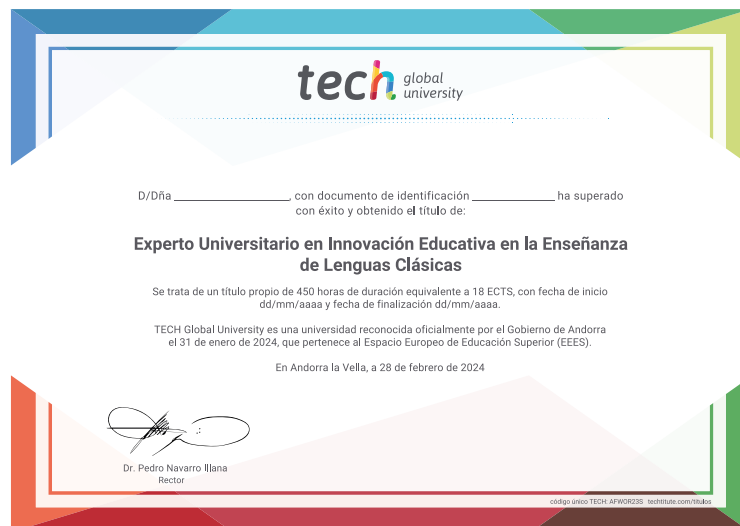 tech global university
D/Dña ______________, con documento de identificación ______________ ha superado
con éxito y obtenido el título de:
Experto Universitario en Innovación Educativa en la Enseñanza
de Lenguas Clásicas
Se trata de un título propio de 450 horas de duración equivalente a 18 ECTS, con fecha de inicio
dd/mm/aaaa y fecha de finalización dd/mm/aaaa.
TECH Global University es una universidad reconocida oficialmente por el Gobierno de Andorra
el 31 de enero de 2024, que pertenece al Espacio Europeo de Educación Superior (EEES).
En Andorra la Vella, a 28 de febrero de 2024
Dr. Pedro Navarro Illana
Rector
código único TECH: AFWOR23S techtitute.com/titulos